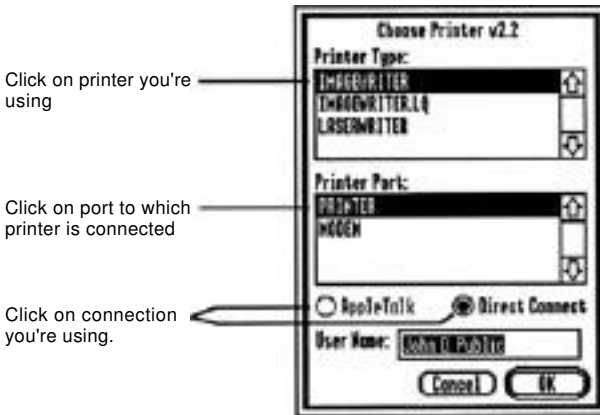 Choose Printer v2.2
Printer Type:
Click on printer you're
using
IMAGEWRITER
IMAGEWRITER.LQ
LASERWRITER
Printer Port:
Click on port to which
printer is connected
PRINTER
MODEM
Click on connection
you're using.
AppleTalk
Direct Connect
User Name: John Q Public
Cancel
OK